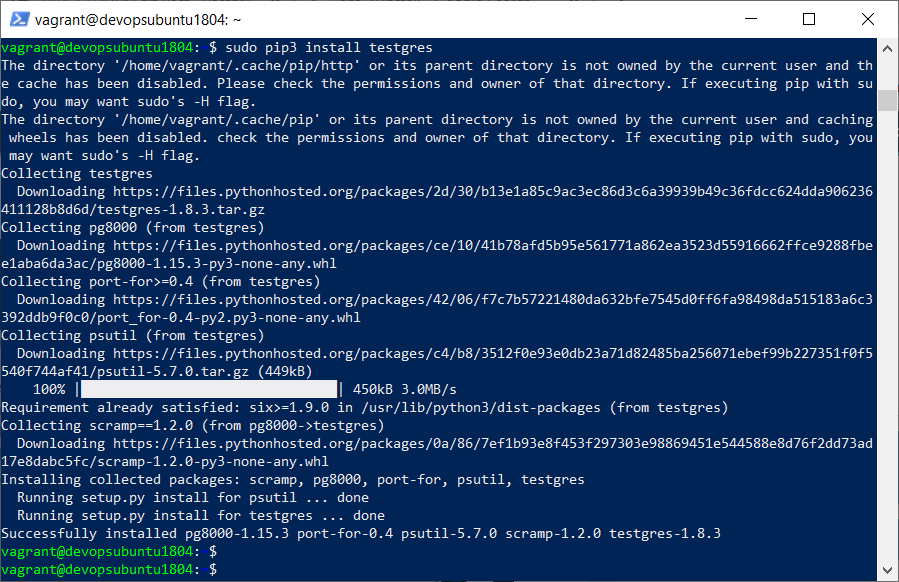 vagrant@devopsubuntu1804: ~
vagrant@devopsubuntu1804:~$ sudo pip3 install testgres
The directory '/home/vagrant/.cache/pip/http' or its parent directory is not owned by the current user and th
e cache has been disabled. Please check the permissions and owner of that directory. If executing pip with su
do, you may want sudo's -H flag.
The directory '/home/vagrant/.cache/pip' or its parent directory is not owned by the current user and caching
 wheels has been disabled. check the permissions and owner of that directory. If executing pip with sudo, you
 may want sudo's -H flag.
Collecting testgres
  Downloading https://files.pythonhosted.org/packages/2d/30/b13e1a85c9ac3ec86d3c6a39939b49c36fdcc624dda906236
411128b8d6d/testgres-1.8.3.tar.gz
Collecting pg8000 (from testgres)
  Downloading https://files.pythonhosted.org/packages/ce/10/41b78afd5b95e561771a862ea3523d55916662ffce9288fbe
e1aba6da3ac/pg8000-1.15.3-py3-none-any.whl
Collecting port-for>=0.4 (from testgres)
  Downloading https://files.pythonhosted.org/packages/42/06/f7c7b57221480da632bfe7545d0ff6fa98498da515183a6c3
392ddb9f0c0/port_for-0.4-py2.py3-none-any.whl
Collecting psutil (from testgres)
  Downloading https://files.pythonhosted.org/packages/c4/b8/3512f0e93e0db23a71d82485ba256071ebef99b227351f0f5
540f744af41/psutil-5.7.0.tar.gz (449kB)
    100% |████████████████████████████████| 450kB 3.0MB/s
Requirement already satisfied: six>=1.9.0 in /usr/lib/python3/dist-packages (from testgres)
Collecting scramp==1.2.0 (from pg8000->testgres)
  Downloading https://files.pythonhosted.org/packages/0a/86/7ef1b93e8f453f297303e98869451e544588e8d76f2dd73ad
17e8dabc5fc/scramp-1.2.0-py3-none-any.whl
Installing collected packages: scramp, pg8000, port-for, psutil, testgres
  Running setup.py install for psutil ... done
  Running setup.py install for testgres ... done
Successfully installed pg8000-1.15.3 port-for-0.4 psutil-5.7.0 scramp-1.2.0 testgres-1.8.3
vagrant@devopsubuntu1804:~$
vagrant@devopsubuntu1804:~$